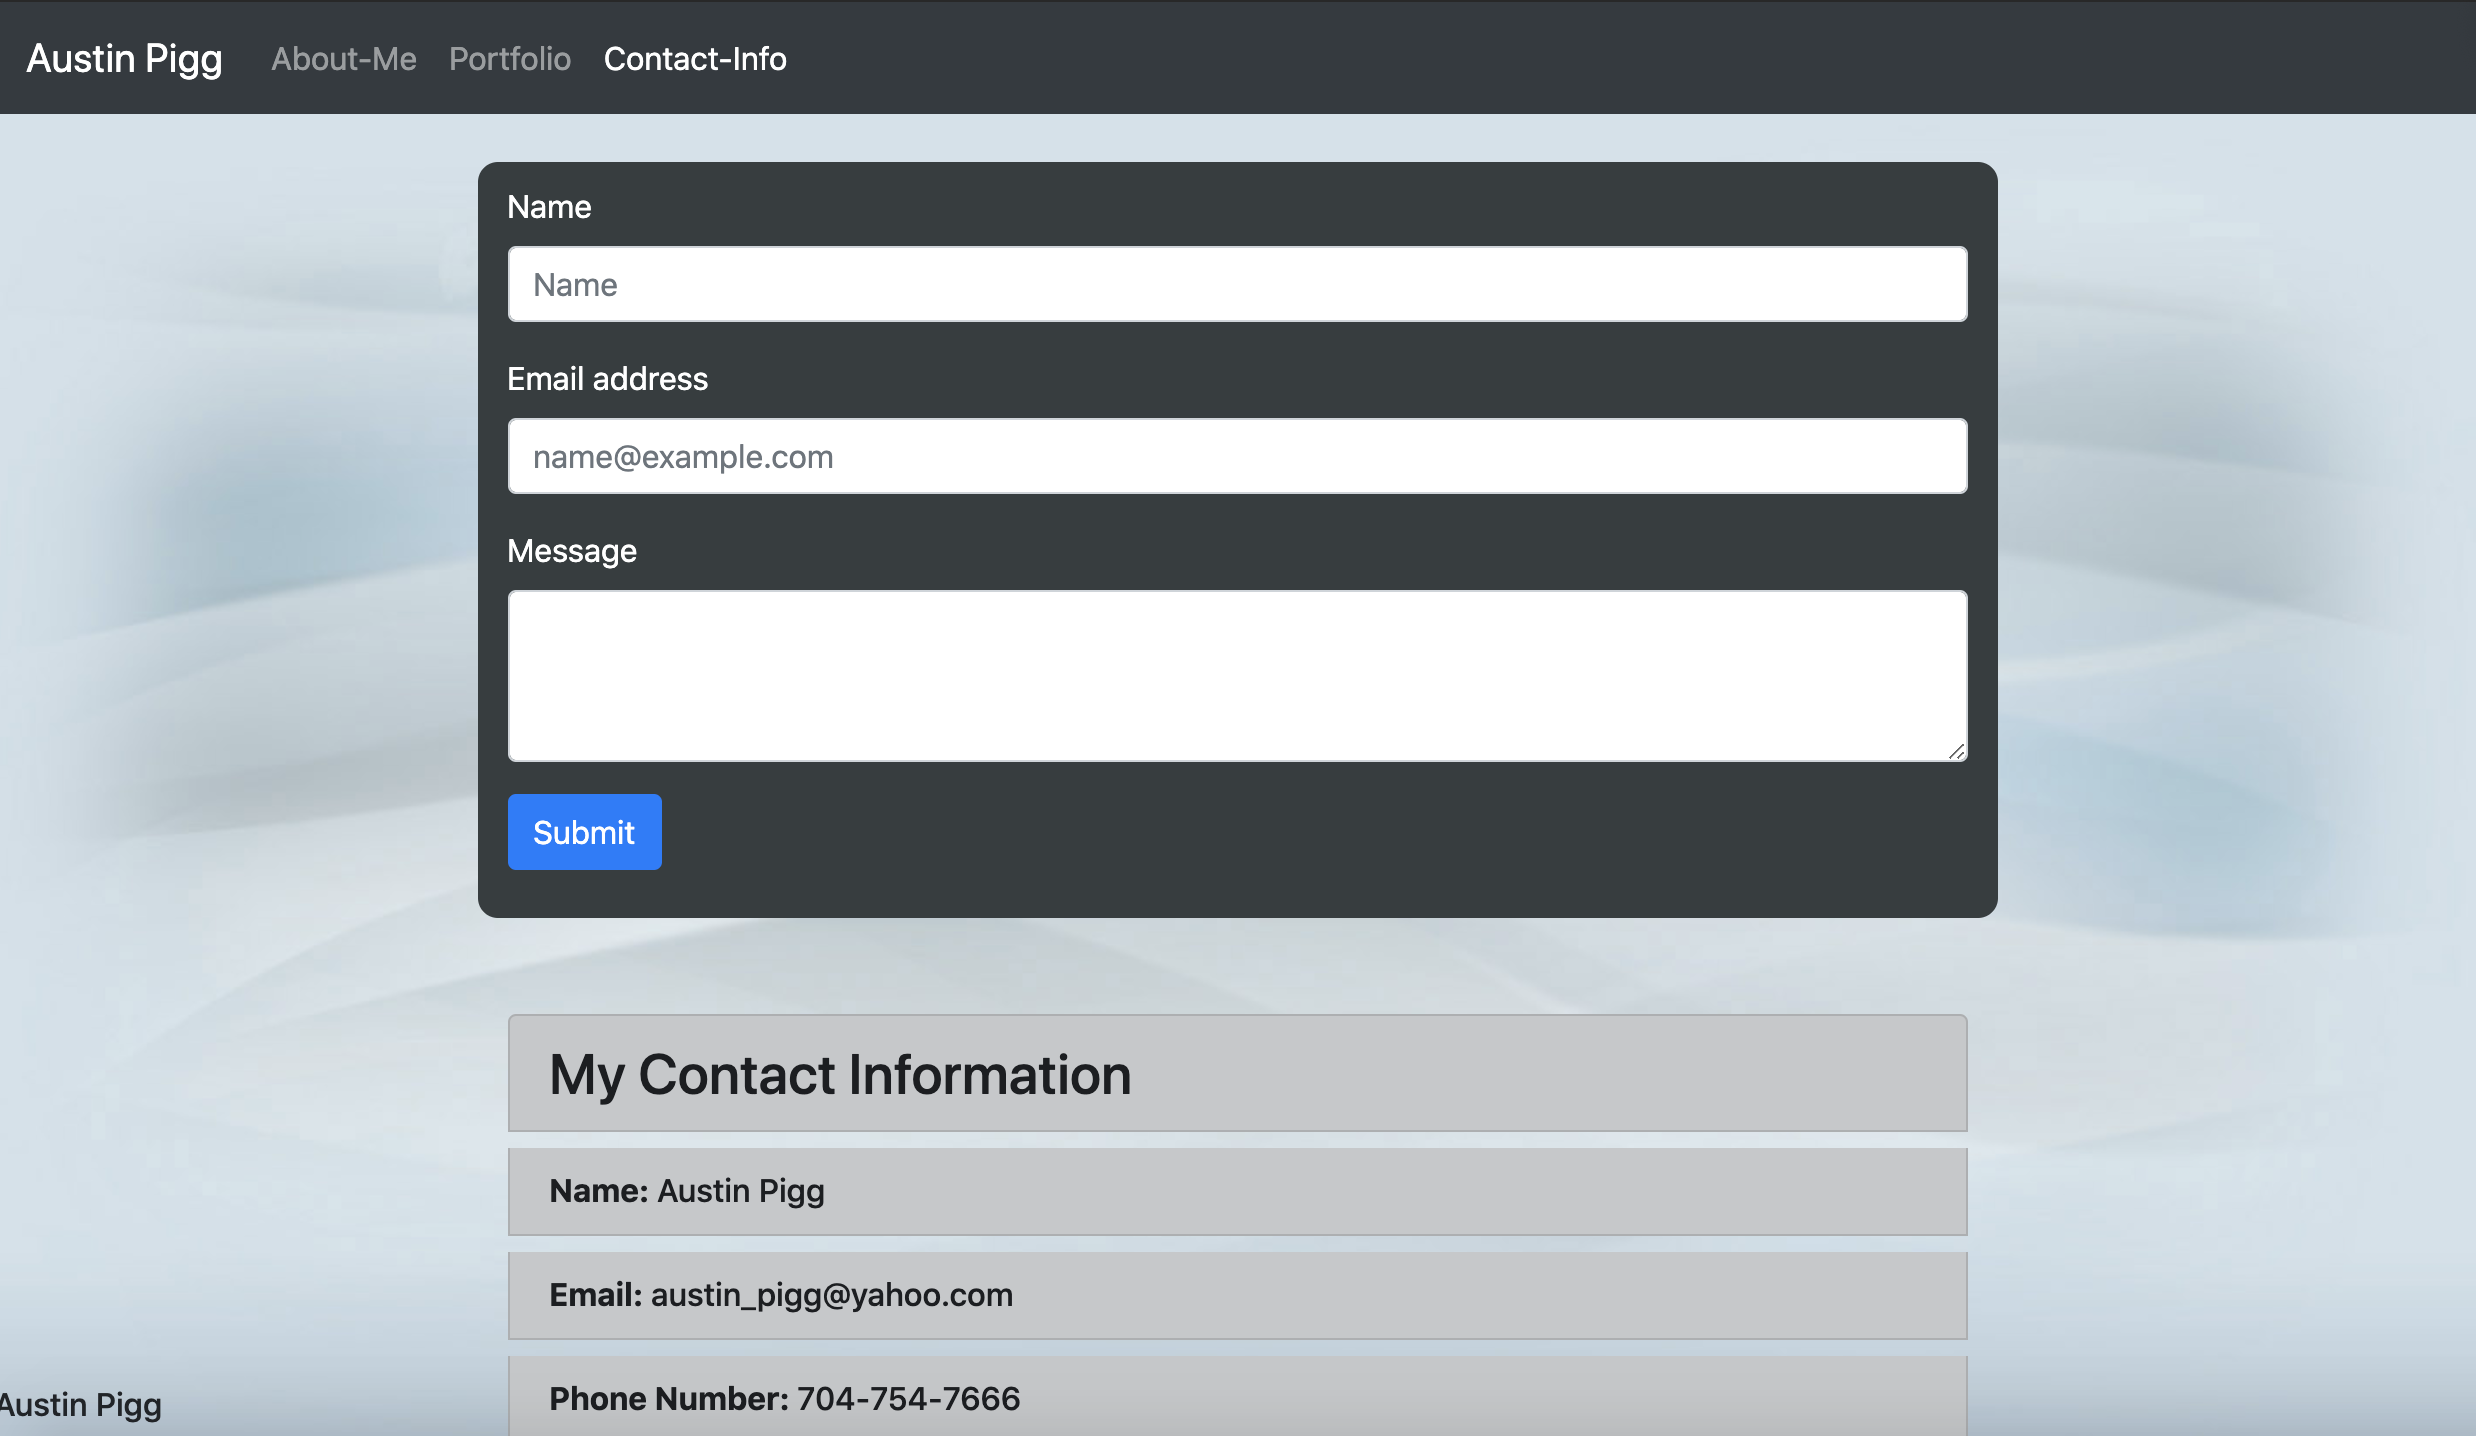 Austin Pigg About-Me Portfolio Contact-Info
Name
Name
Email address
name@example.com
Message
Submit
My Contact Information
Name: Austin Pigg
Email: austin_pigg@yahoo.com
Phone Number: 704-754-7666
Austin Pigg